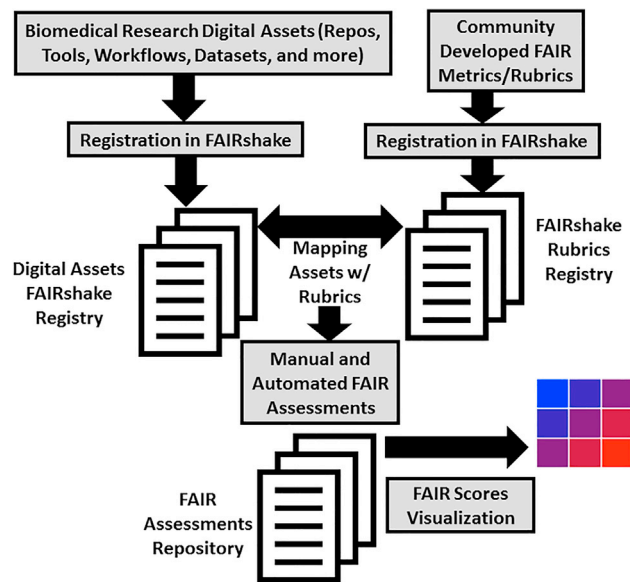 Biomedical Research Digital Assets (Repos,
Tools, Workflows, Datasets, and more)
Community
Developed FAIR
Metrics/Rubrics
Registration in FAIRshake
Registration in FAIRshake
Digital Assets
FAIRshake
Registry
Mapping
Assets w/
Rubrics
FAIRshake
Rubrics
Registry
Manual and
Automated FAIR
Assessments
FAIR
Assessments
Repository
FAIR Scores
Visualization